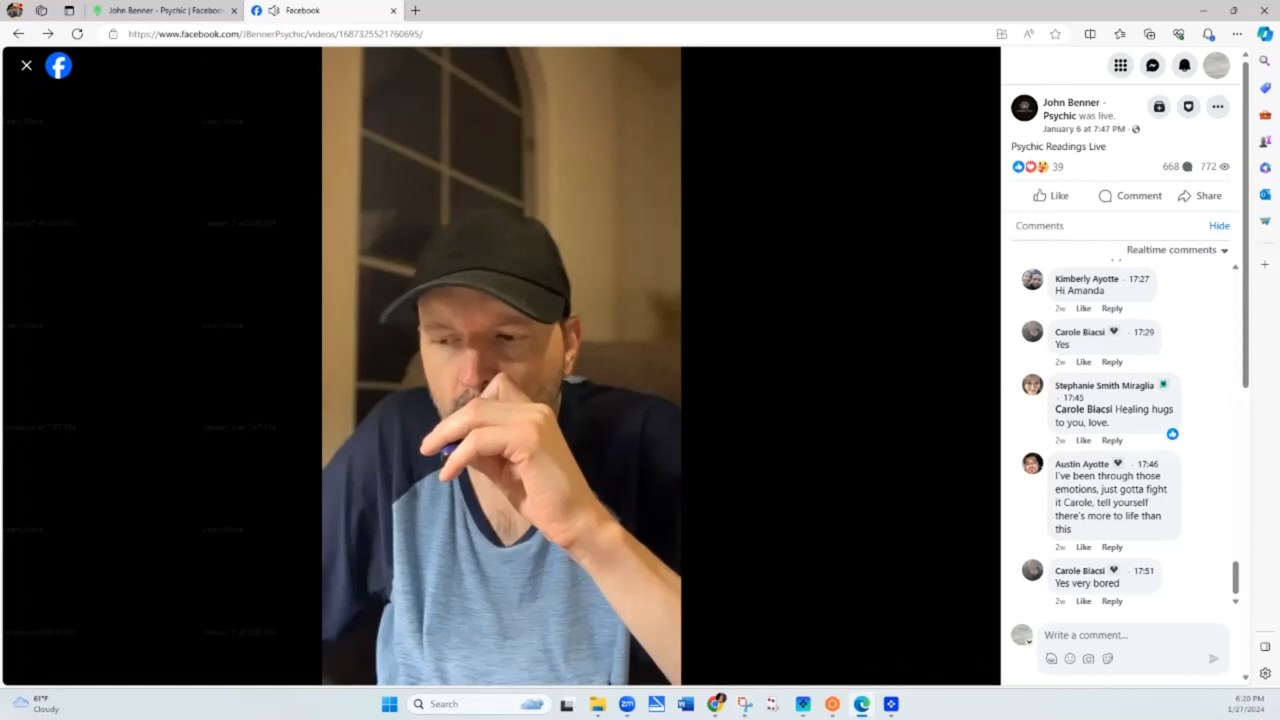 John Benner - Psychic | Faceboo
Facebook
https://www.facebook.com/JBennerPsychic/videos/1687325521760695/
John Benner -
Psychic was live.
January 6 at 7:47 PM ·
Psychic Readings Live
39
668
772
Like
Comment
Share
Comments
Hide
Realtime comments
Kimberly Ayotte · 17:27
Hi Amanda
2w Like Reply
Carole Biacsi · 17:29
Yes
2w Like Reply
Stephanie Smith Miraglia
· 17:45
Carole Biacsi Healing hugs
to you, love.
2w Like Reply
Austin Ayotte · 17:46
I've been through those
emotions, just gotta fight
it Carole, tell yourself
there's more to life than
this
2w Like Reply
Carole Biacsi · 17:51
Yes very bored
2w Like Reply
Write a comment...
61°F
Cloudy
Search
zm
6:20 PM
1/27/2024